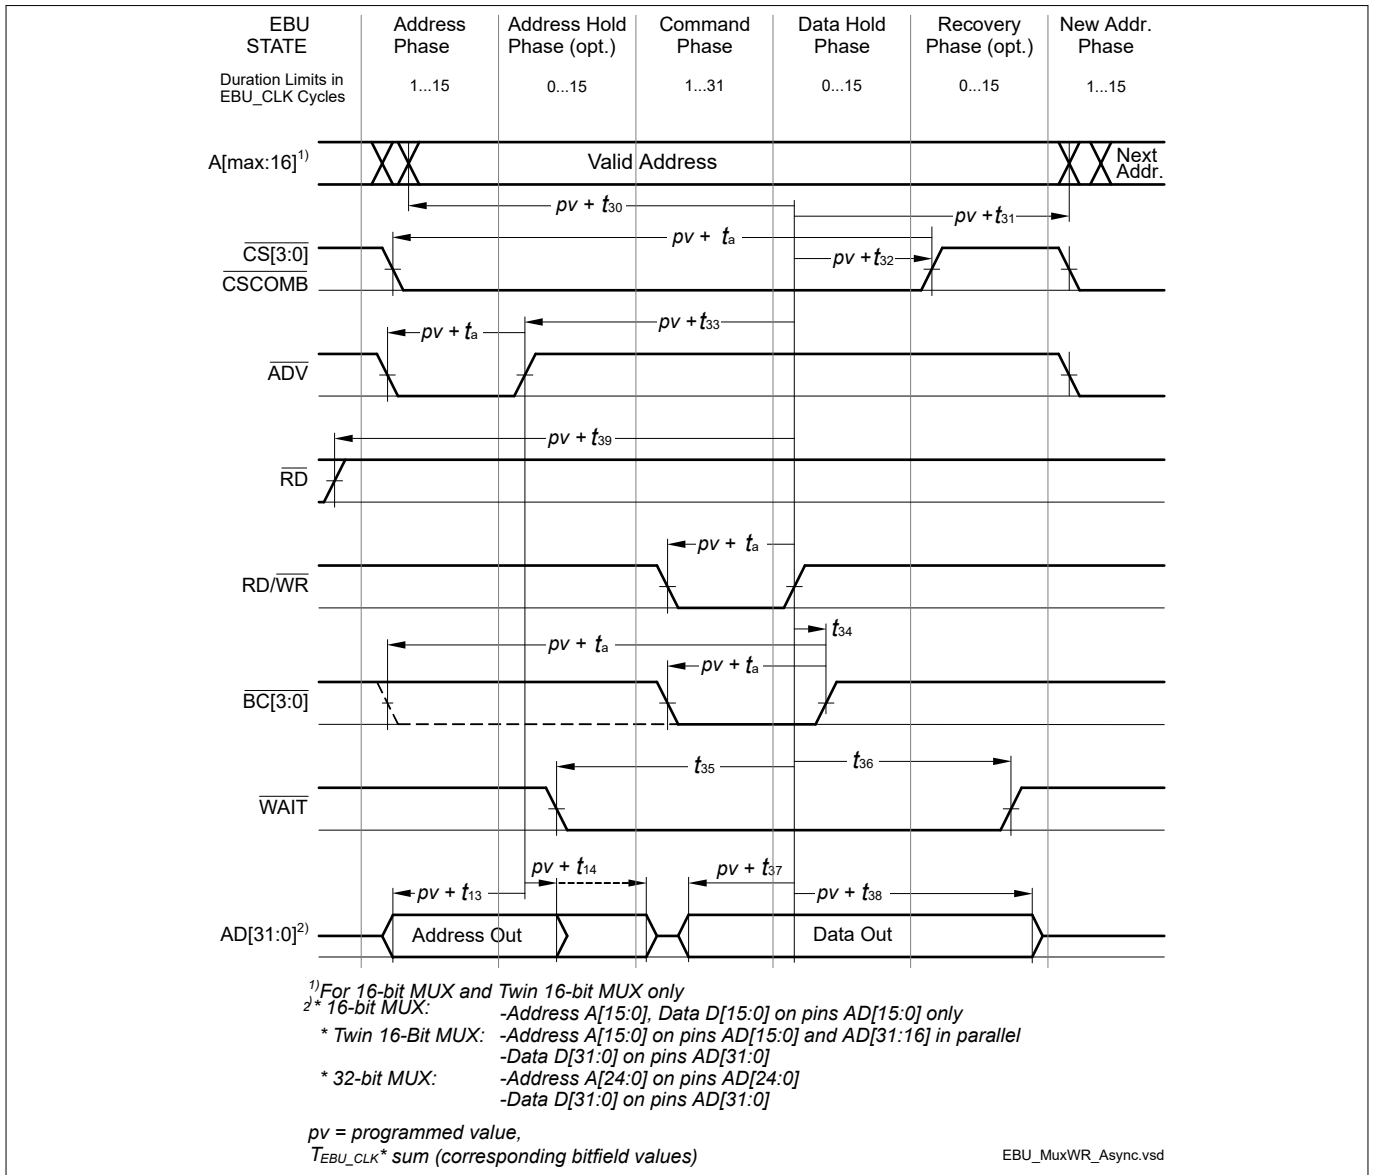 EBU STATE
Address Phase
Address Hold Phase (opt.)
Command Phase
Data Hold Phase
Recovery Phase (opt.)
New Addr. Phase
Duration Limits in EBU_CLK Cycles
1...15
0...15
1...31
0...15
0...15
1...15
A[max:16]1)
Valid Address
Next Addr.
pv + t30
pv + t31
pv + ta
pv + t32
CS[3:0]
CSCOMB
pv + ta
pv + t33
ADV
pv + t39
RD
pv + ta
RD/WR
t34
pv + ta
pv + ta
BC[3:0]
t35
t36
WAIT
pv + t14
pv + t37
pv + t13
pv + t38
AD[31:0]2)
Address Out
Data Out
1)For 16-bit MUX and Twin 16-bit MUX only
2)* 16-bit MUX: -Address A[15:0], Data D[15:0] on pins AD[15:0] only
* Twin 16-Bit MUX: -Address A[15:0] on pins AD[15:0] and AD[31:16] in parallel
-Data D[31:0] on pins AD[31:0]
* 32-bit MUX: -Address A[24:0] on pins AD[24:0]
-Data D[31:0] on pins AD[31:0]
pv = programmed value,
TEBU_CLK* sum (corresponding bitfield values)
EBU_MuxWR_Async.vsd